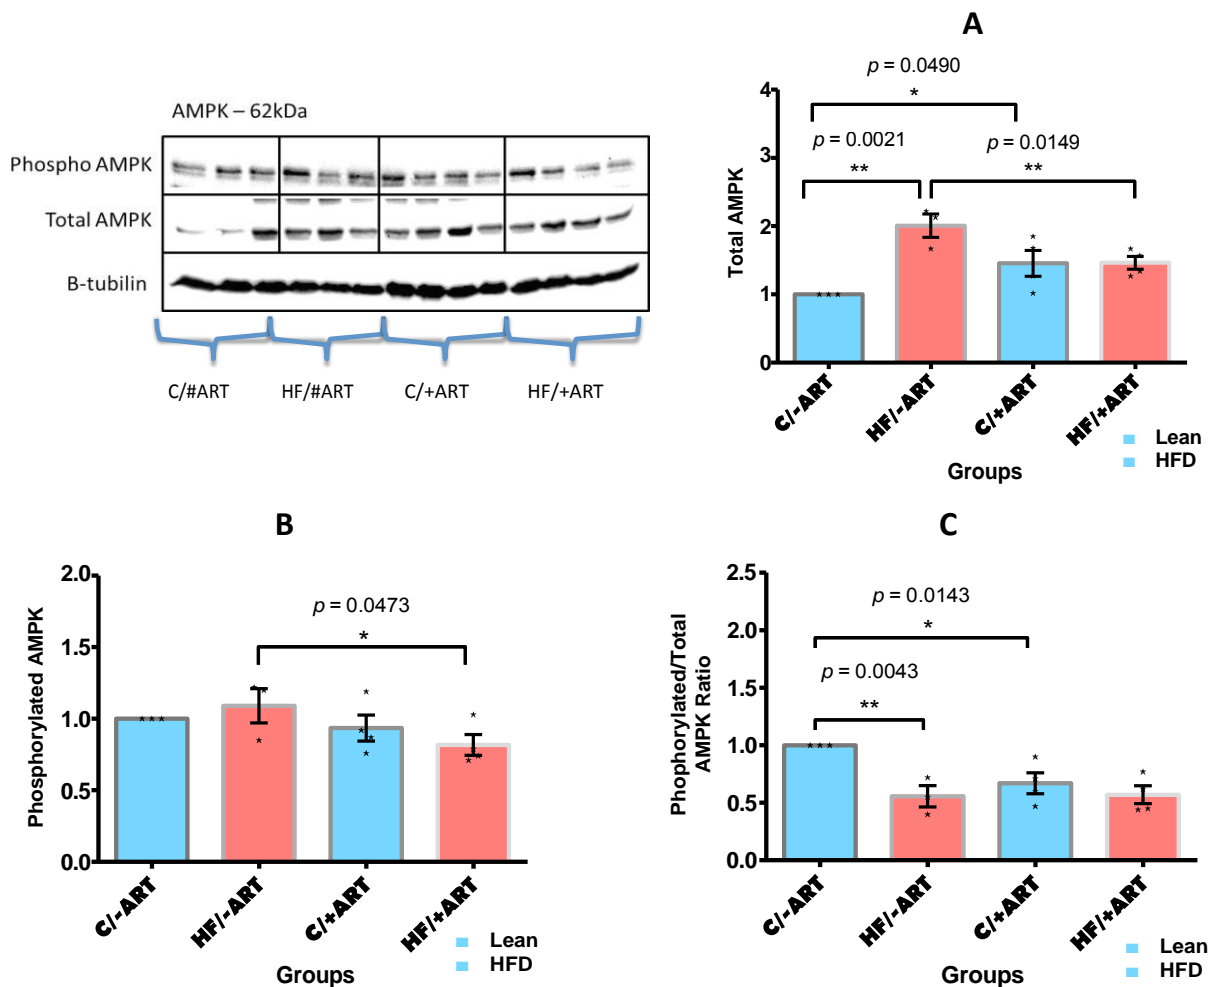 AMPK – 62kDa
Phospho AMPK
Total AMPK
B-tubilin
C/#ART HF/#ART C/+ART HF/+ART
A
p = 0.0490
*
p = 0.0021
p = 0.0149
**
**
Total AMPK
4
3
2
1
0
C/-ART
HF/-ART
C/+ART
HF/+ART
Groups
Lean
HFD
B
p = 0.0473
*
Phosphorylated AMPK
2.0
1.5
1.0
0.5
0.0
C/-ART
HF/-ART
C/+ART
HF/+ART
Groups
Lean
HFD
C
p = 0.0143
*
p = 0.0043
**
Phophorylated/Total
AMPK Ratio
2.5
2.0
1.5
1.0
0.5
0.0
C/-ART
HF/-ART
C/+ART
HF/+ART
Groups
Lean
HFD